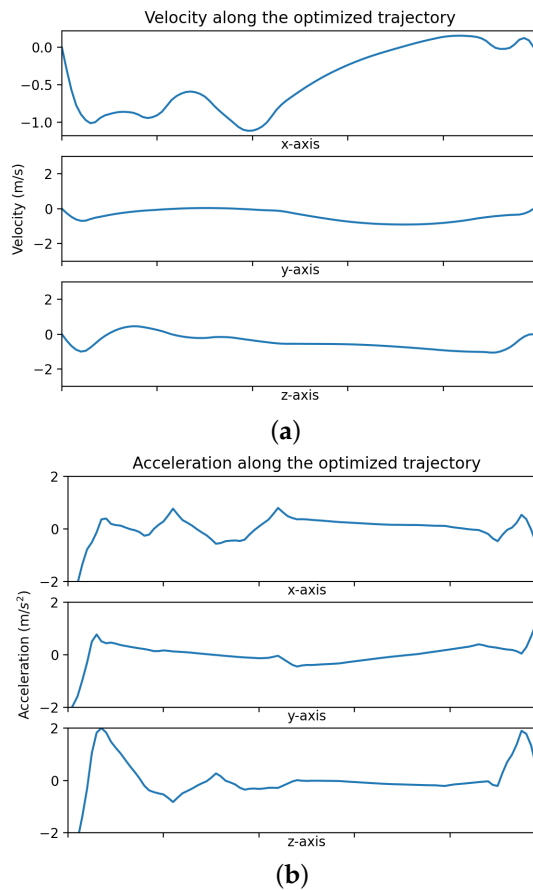 Velocity along the optimized trajectory
0.0
−0.5
−1.0
x-axis
Velocity (m/s)
2
0
−2
y-axis
2
0
−2
z-axis
(a)
Acceleration along the optimized trajectory
2
0
−2
x-axis
Acceleration (m/s²)
2
0
−2
y-axis
2
0
−2
z-axis
(b)